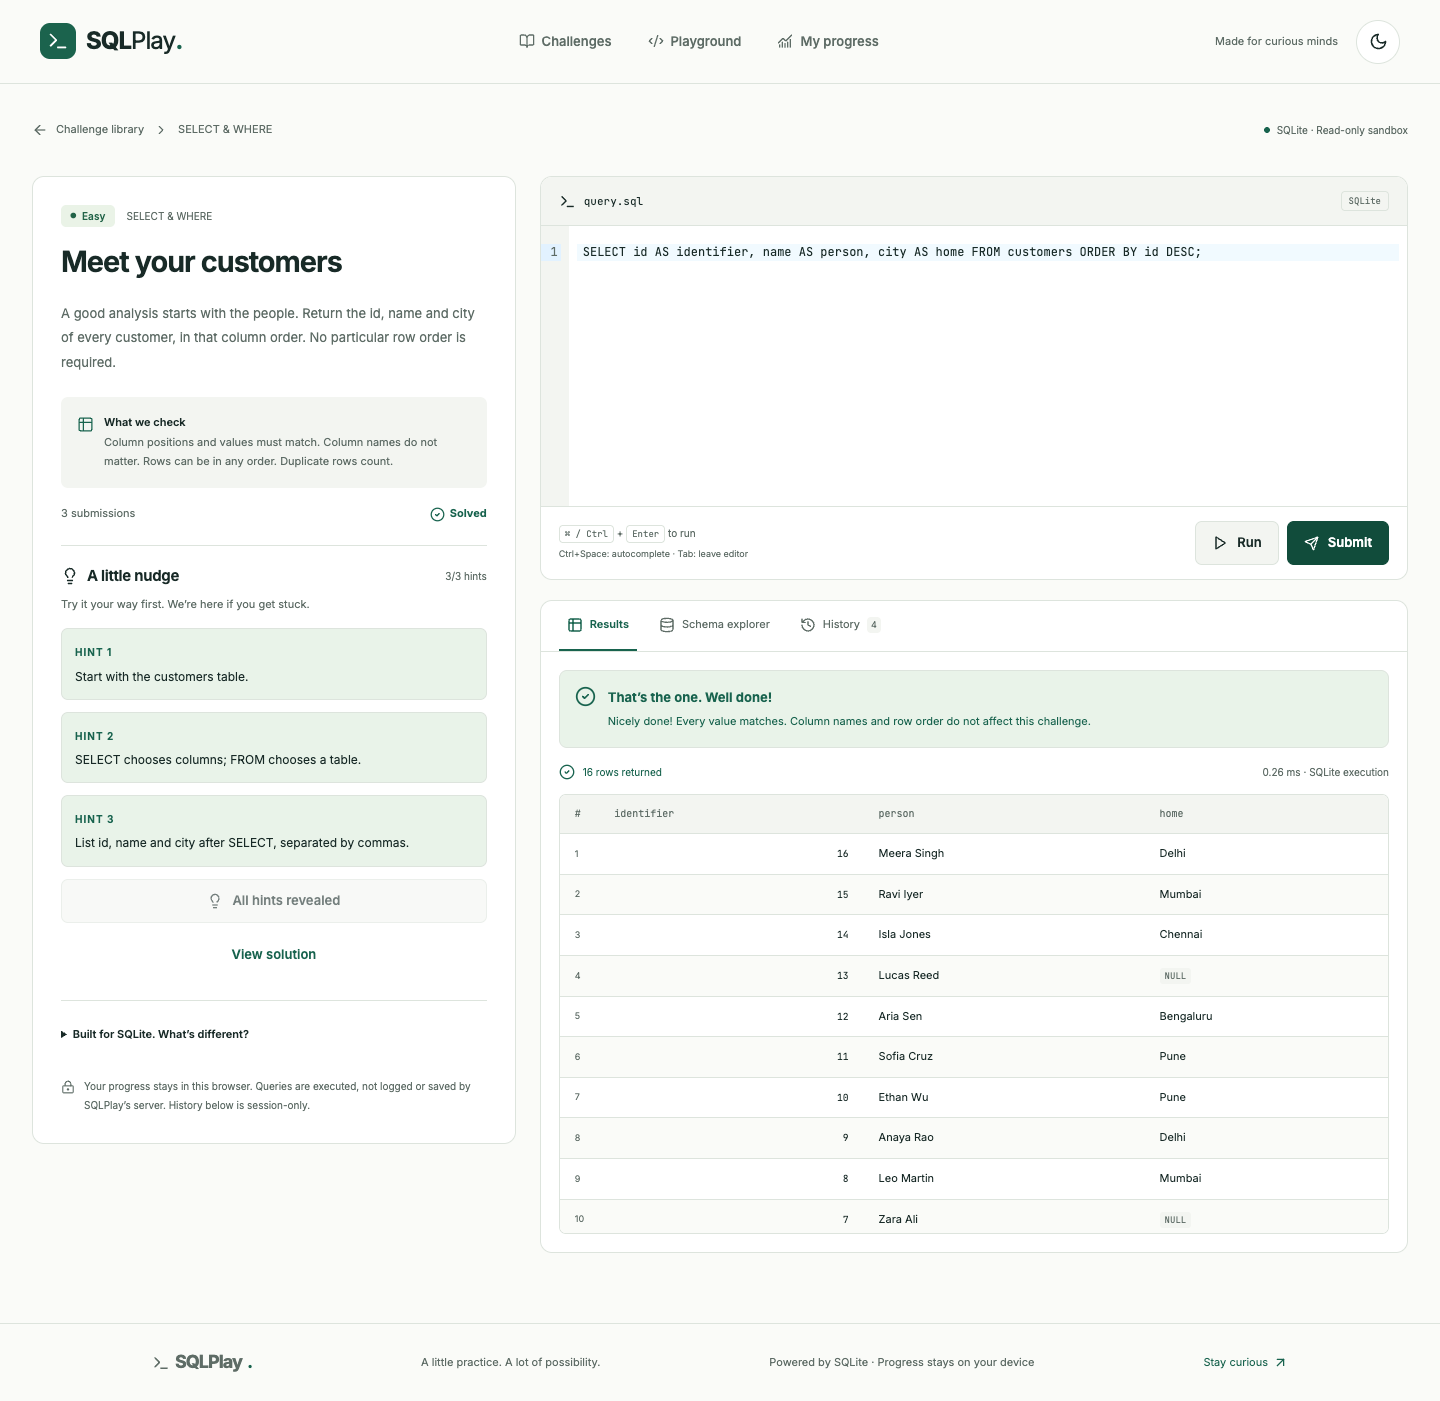 SQLPlay.
Challenges
Playground
My progress
Made for curious minds
Challenge library
SELECT & WHERE
SQLite · Read-only sandbox
Easy
SELECT & WHERE
Meet your customers
A good analysis starts with the people. Return the id, name and city
of every customer, in that column order. No particular row order is
required.
What we check
Column positions and values must match. Column names do not
matter. Rows can be in any order. Duplicate rows count.
3 submissions
Solved
A little nudge
3/3 hints
Try it your way first. We’re here if you get stuck.
HINT 1
Start with the customers table.
HINT 2
SELECT chooses columns; FROM chooses a table.
HINT 3
List id, name and city after SELECT, separated by commas.
All hints revealed
View solution
Built for SQLite. What’s different?
Your progress stays in this browser. Queries are executed, not logged or saved by
SQLPlay’s server. History below is session-only.
query.sql
SQLite
1 SELECT id AS identifier, name AS person, city AS home FROM customers ORDER BY id DESC;
⌘ / Ctrl + Enter to run
Ctrl+Space: autocomplete · Tab: leave editor
Run
Submit
Results
Schema explorer
History 4
That’s the one. Well done!
Nicely done! Every value matches. Column names and row order do not affect this challenge.
16 rows returned
0.26 ms · SQLite execution
# identifier person home
1 16 Meera Singh Delhi
2 15 Ravi Iyer Mumbai
3 14 Isla Jones Chennai
4 13 Lucas Reed NULL
5 12 Aria Sen Bengaluru
6 11 Sofia Cruz Pune
7 10 Ethan Wu Pune
8 9 Anaya Rao Delhi
9 8 Leo Martin Mumbai
10 7 Zara Ali NULL
SQLPlay .
A little practice. A lot of possibility.
Powered by SQLite · Progress stays on your device
Stay curious